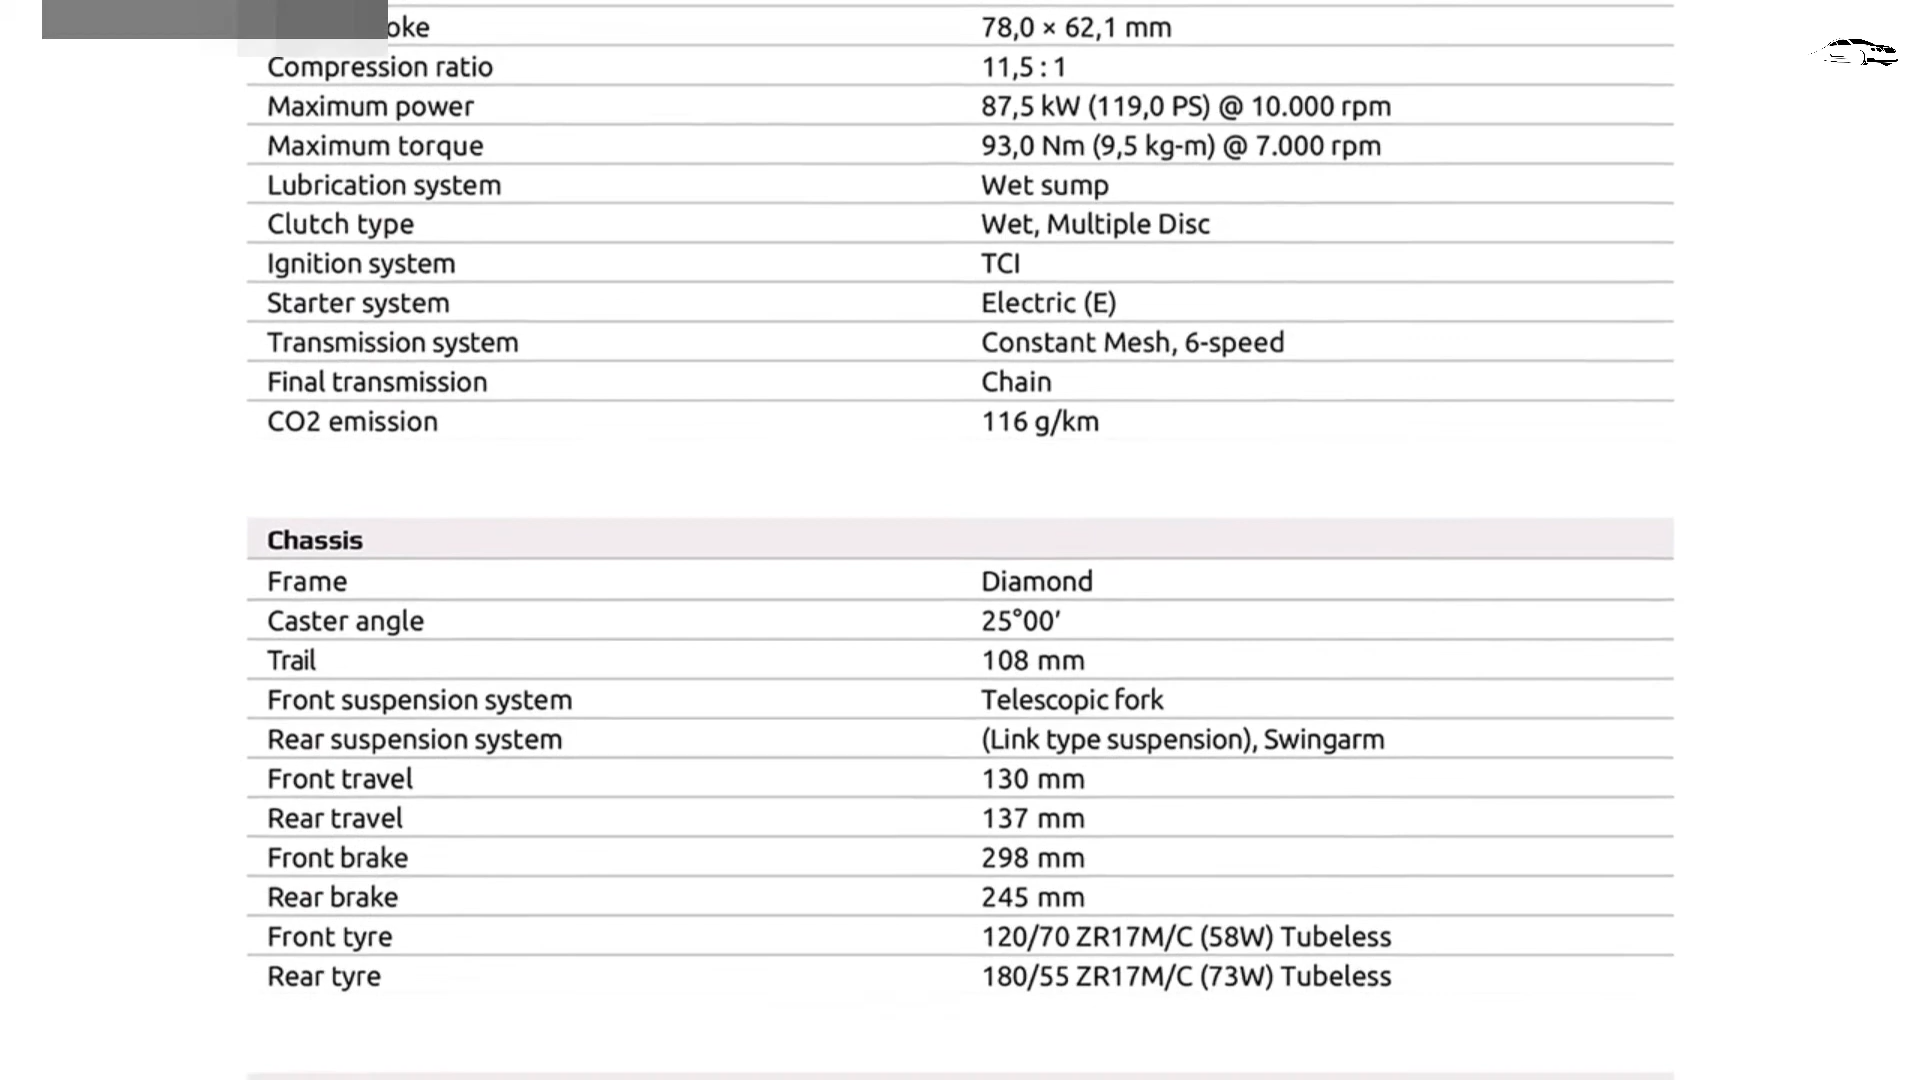 78,0 × 62,1 mm
Compression ratio 11,5 : 1
Maximum power 87,5 kW (119,0 PS) @ 10.000 rpm
Maximum torque 93,0 Nm (9,5 kg-m) @ 7.000 rpm
Lubrication system Wet sump
Clutch type Wet, Multiple Disc
Ignition system TCI
Starter system Electric (E)
Transmission system Constant Mesh, 6-speed
Final transmission Chain
CO2 emission 116 g/km
Chassis
Frame Diamond
Caster angle 25°00′
Trail 108 mm
Front suspension system Telescopic fork
Rear suspension system (Link type suspension), Swingarm
Front travel 130 mm
Rear travel 137 mm
Front brake 298 mm
Rear brake 245 mm
Front tyre 120/70 ZR17M/C (58W) Tubeless
Rear tyre 180/55 ZR17M/C (73W) Tubeless